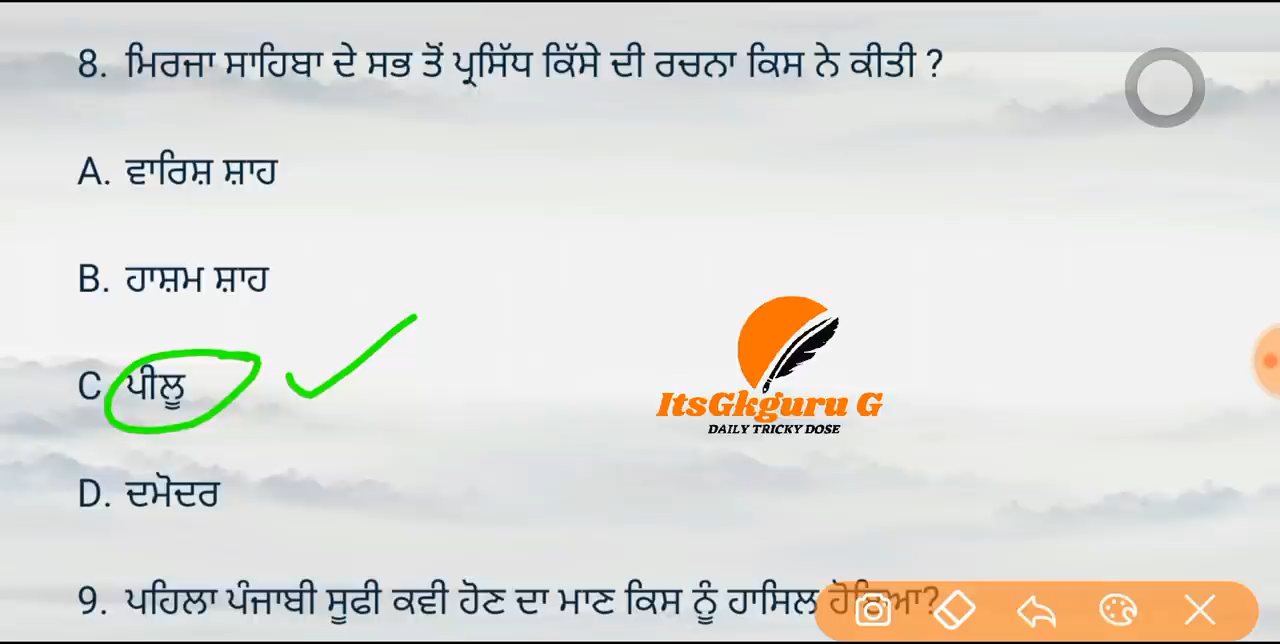 8. ਮਿਰਜਾ ਸਾਹਿਬਾ ਦੇ ਸਭ ਤੋਂ ਪ੍ਰਸਿੱਧ ਕਿੱਸੇ ਦੀ ਰਚਨਾ ਕਿਸ ਨੇ ਕੀਤੀ ?
A. ਵਾਰਿਸ਼ ਸ਼ਾਹ
B. ਹਾਸ਼ਮ ਸ਼ਾਹ
C ਪੀਲੂ
ItsGkguru G
DAILY TRICKY DOSE
D. ਦਮੋਦਰ
9. ਪਹਿਲਾ ਪੰਜਾਬੀ ਸੂਫੀ ਕਵੀ ਹੋਣ ਦਾ ਮਾਣ ਕਿਸ ਨੂੰ ਹਾਸਿਲ